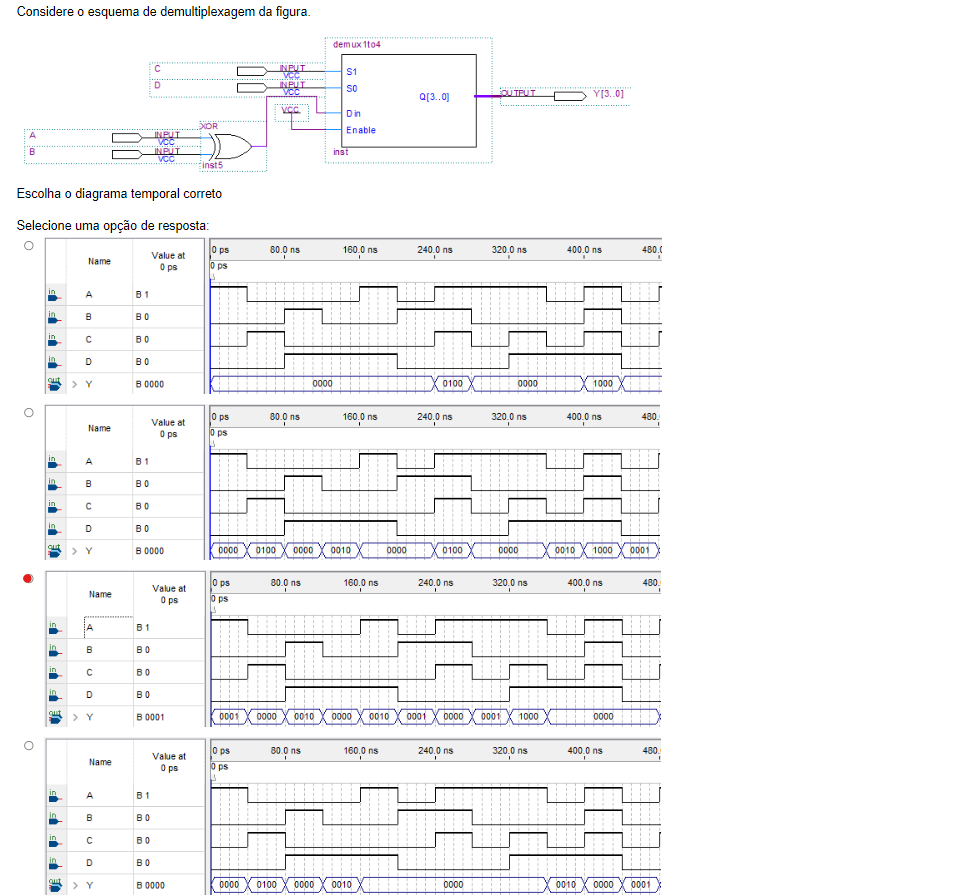 Considere o esquema de demultiplexagem da figura.
demux1to4
C INPUT VCC S1
D INPUT VCC S0
Q[3..0] OUTPUT Y[3..0]
VCC Din
Enable
A INPUT VCC XOR
B INPUT VCC
inst5
inst
Escolha o diagrama temporal correto
Selecione uma opção de resposta:
Name Value at 0 ps 0 ps 80.0 ns 160.0 ns 240.0 ns 320.0 ns 400.0 ns 480.0
0 ps
in A B 1
in B B 0
in C B 0
in D B 0
out > Y B 0000 0000 0100 0000 1000
Name Value at 0 ps 0 ps 80.0 ns 160.0 ns 240.0 ns 320.0 ns 400.0 ns 480.
0 ps
in A B 1
in B B 0
in C B 0
in D B 0
out > Y B 0000 0000 0100 0000 0010 0000 0100 0000 0010 1000 0001
Name Value at 0 ps 0 ps 80.0 ns 160.0 ns 240.0 ns 320.0 ns 400.0 ns 480.
0 ps
in A B 1
in B B 0
in C B 0
in D B 0
out > Y B 0001 0001 0000 0010 0000 0010 0001 0000 0001 1000 0000
Name Value at 0 ps 0 ps 80.0 ns 160.0 ns 240.0 ns 320.0 ns 400.0 ns 480.
0 ps
in A B 1
in B B 0
in C B 0
in D B 0
out > Y B 0000 0000 0100 0000 0010 0000 0010 0000 0001